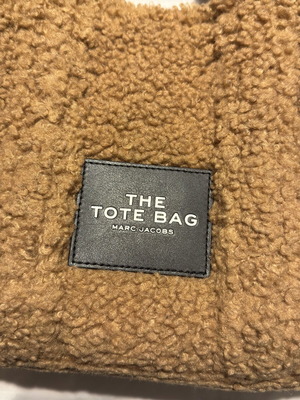 THE
TOTE BAG
MARC JACOBS